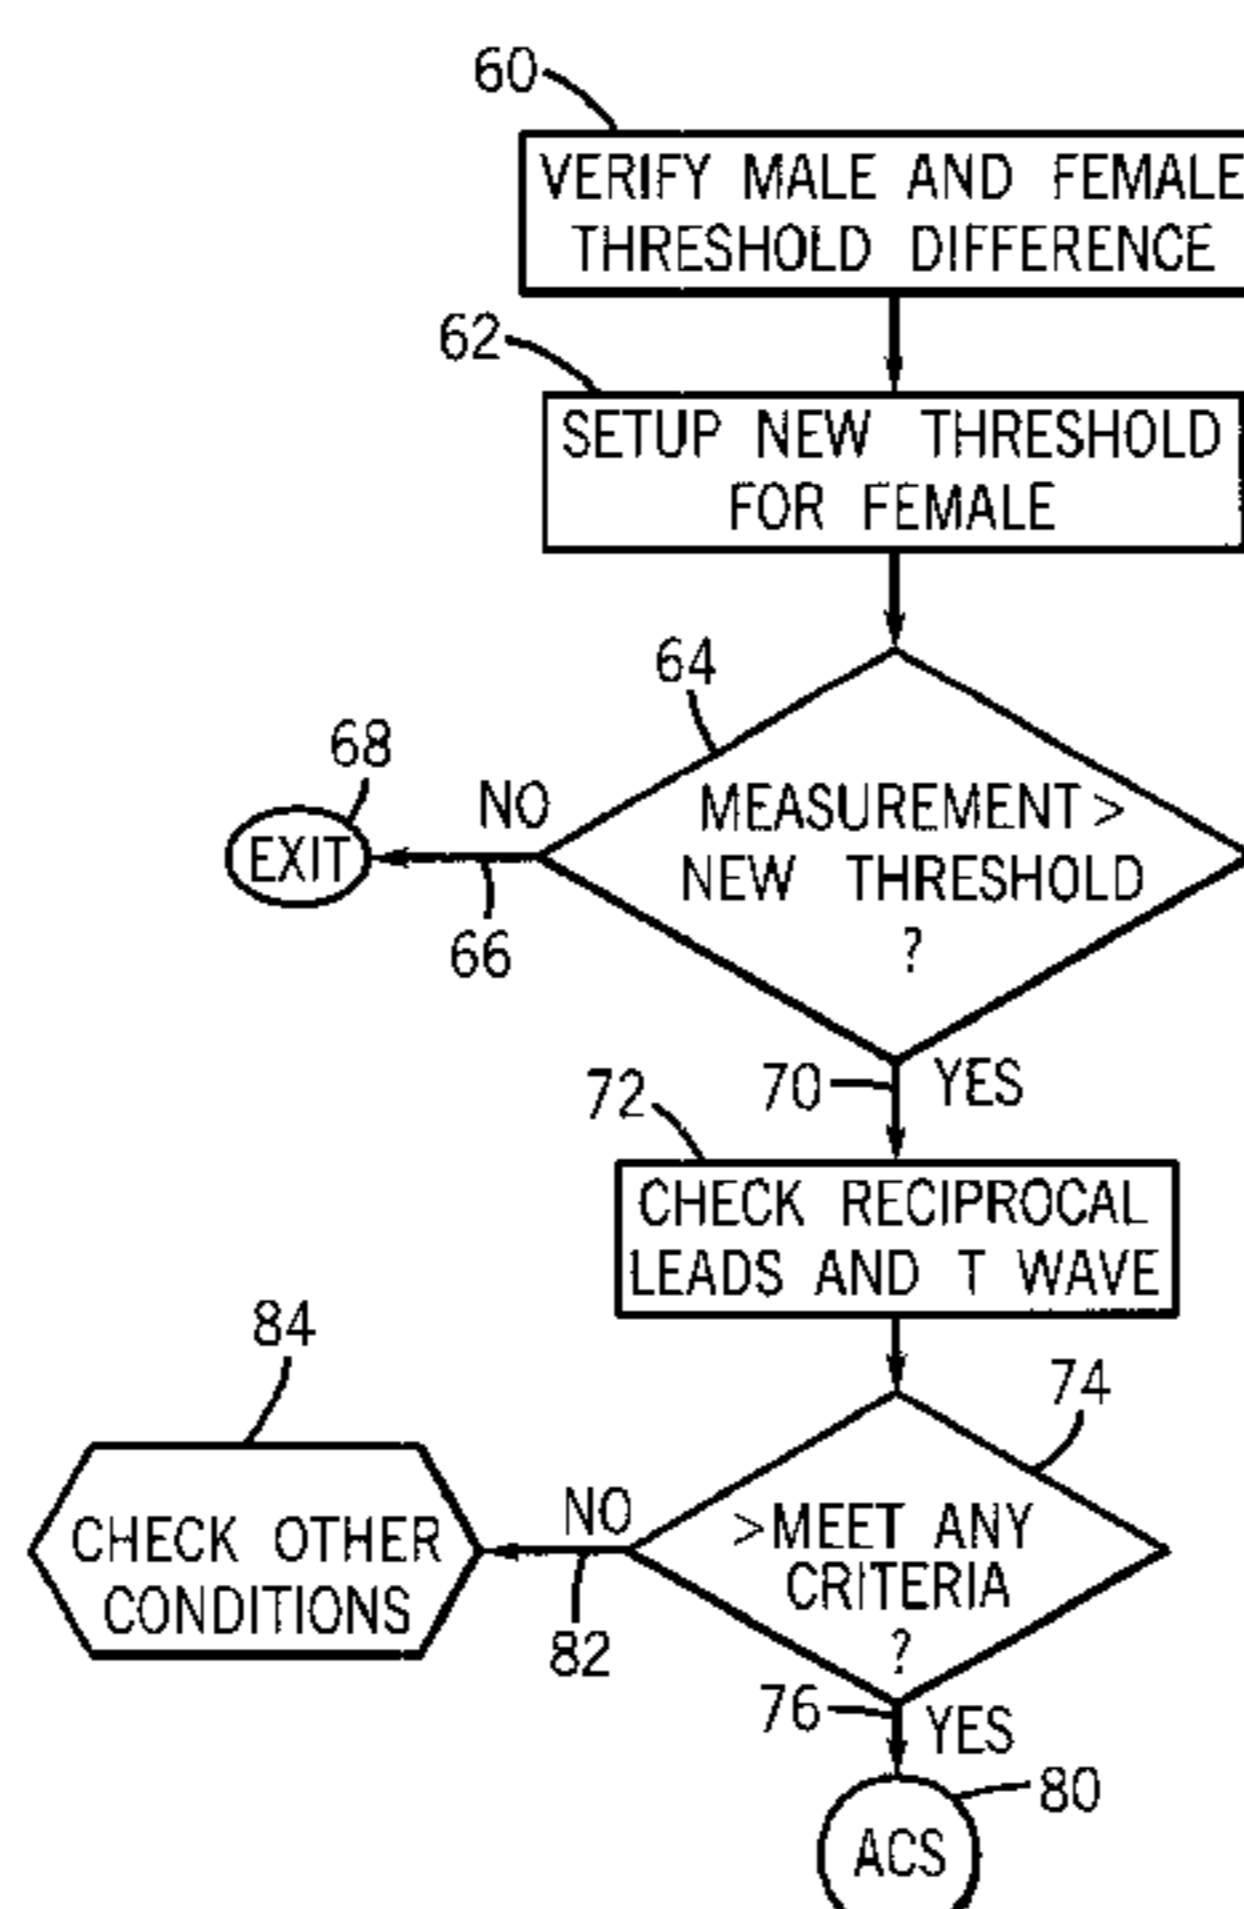 60
VERIFY MALE AND FEMALE
THRESHOLD DIFFERENCE
62
SETUP NEW THRESHOLD
FOR FEMALE
64
68
NO
MEASUREMENT >
EXIT
NEW THRESHOLD
?
66
70
YES
72
CHECK RECIPROCAL
LEADS AND T WAVE
84
74
NO
>MEET ANY
CHECK OTHER
CRITERIA
CONDITIONS
?
82
76
YES
80
ACS